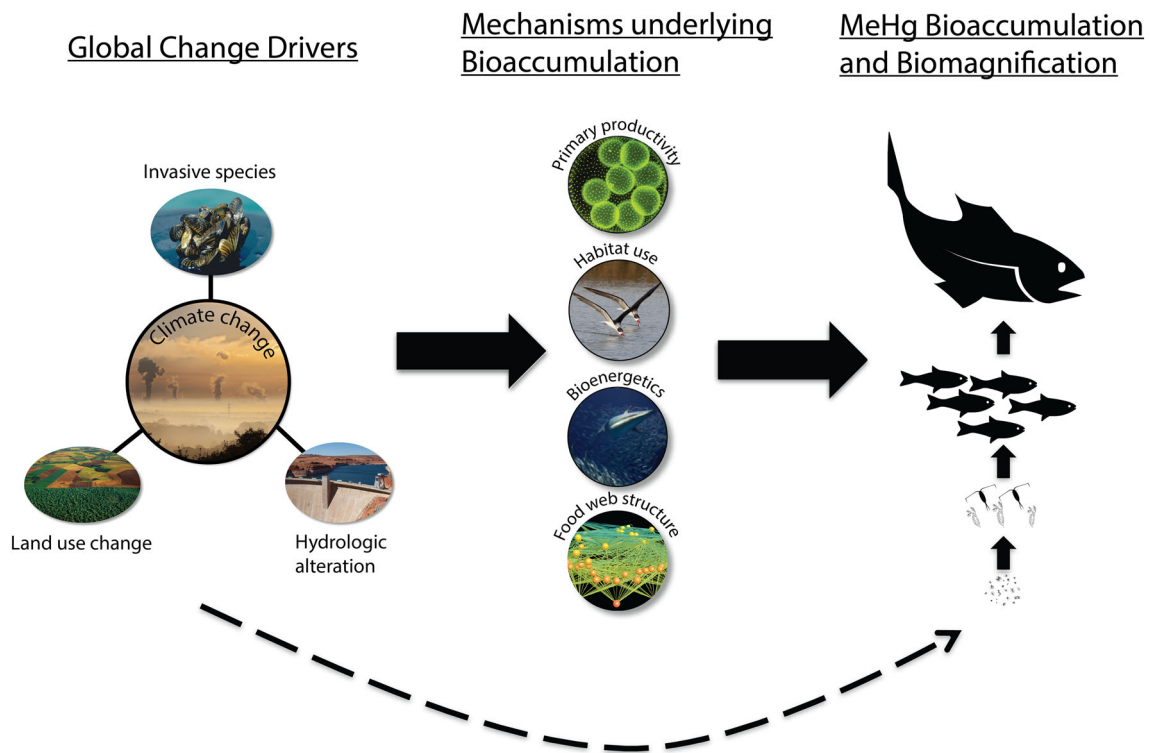 Global Change Drivers
Mechanisms underlying
Bioaccumulation
MeHg Bioaccumulation
and Biomagnification
Invasive species
Climate change
Land use change
Hydrologic
alteration
Primary productivity
Habitat use
Bioenergetics
Food web structure